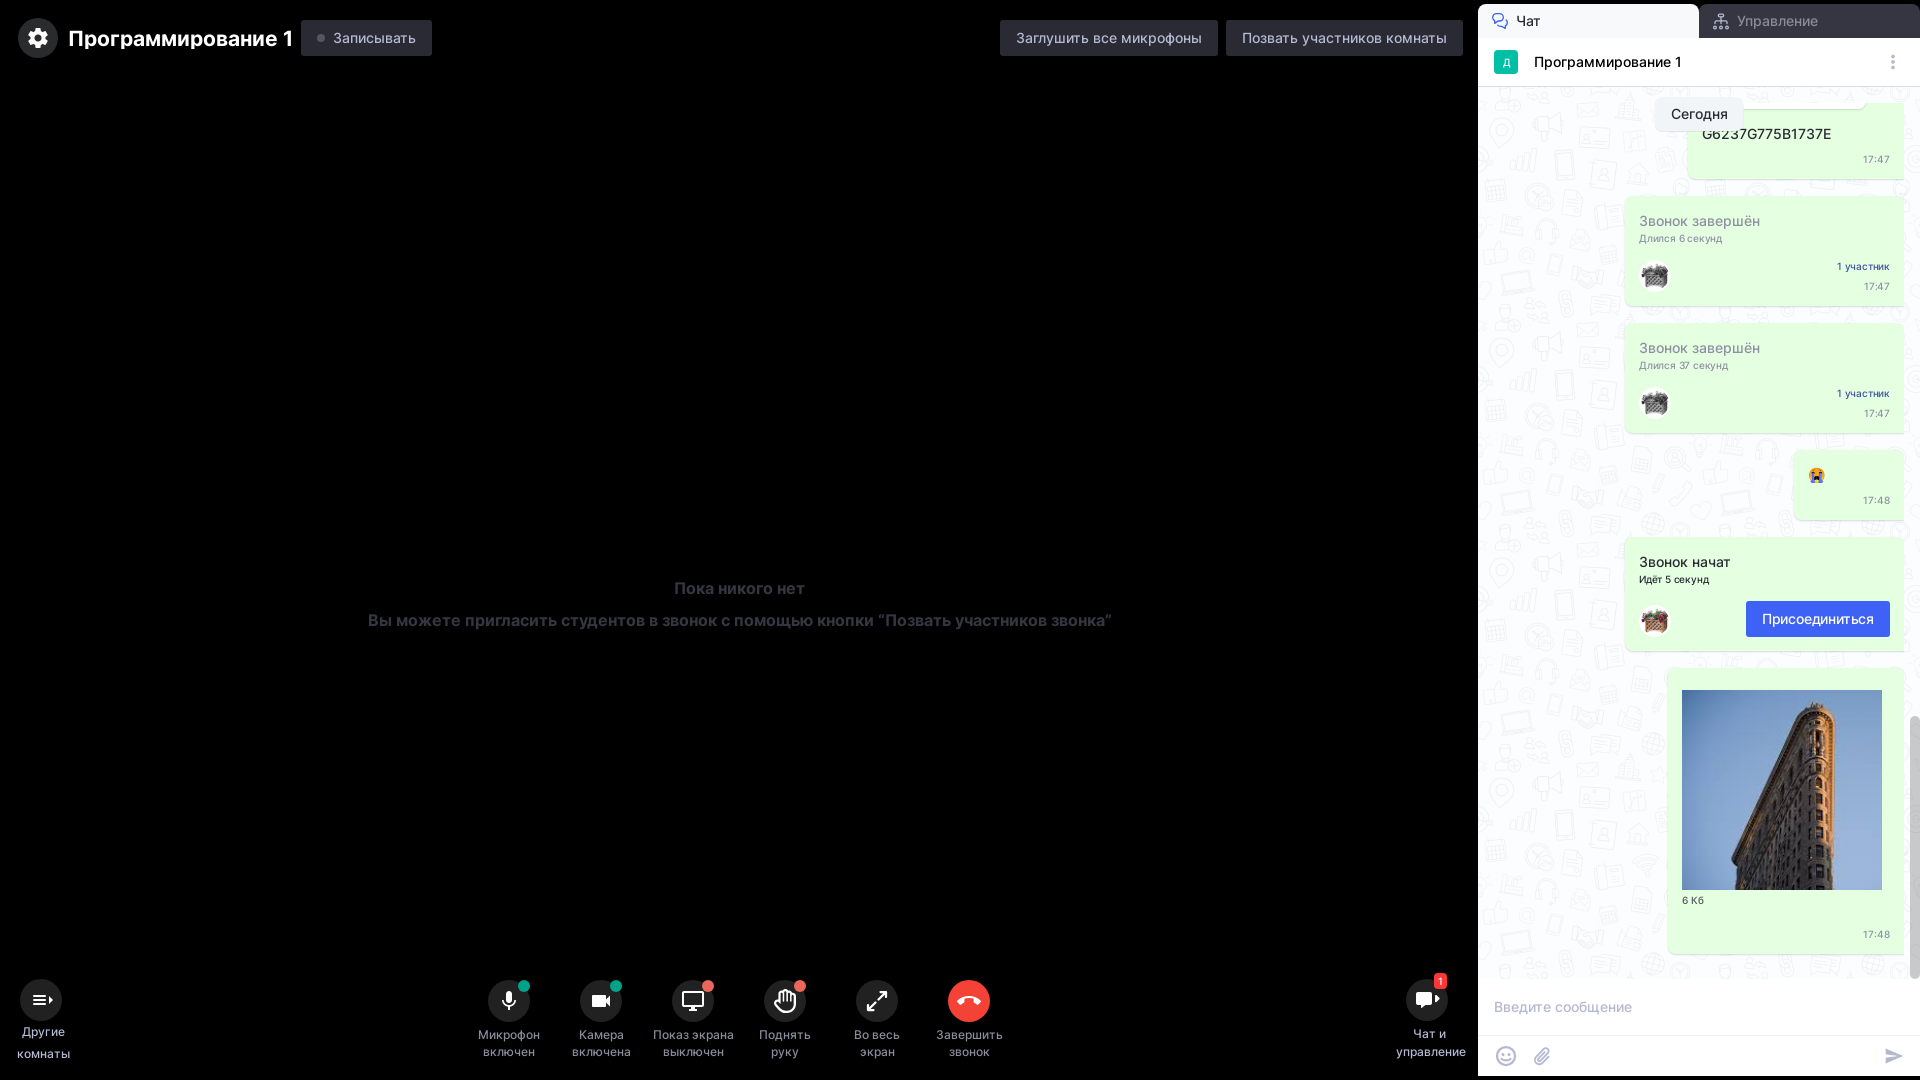 Программирование 1
Записывать
Заглушить все микрофоны
Позвать участников комнаты
Чат
Управление
Д
Программирование 1
Сегодня
G6237G775B1737E
17:47
Звонок завершён
Длился 6 секунд
1 участник
17:47
Звонок завершён
Длился 37 секунд
1 участник
17:47
17:48
Звонок начат
Идёт 5 секунд
Присоединиться
6 Кб
17:48
Пока никого нет
Вы можете пригласить студентов в звонок с помощью кнопки “Позвать участников звонка”
Другие
комнаты
Микрофон
включен
Камера
включена
Показ экрана
выключен
Поднять
руку
Во весь
экран
Завершить
звонок
1
Чат и
управление
Введите сообщение